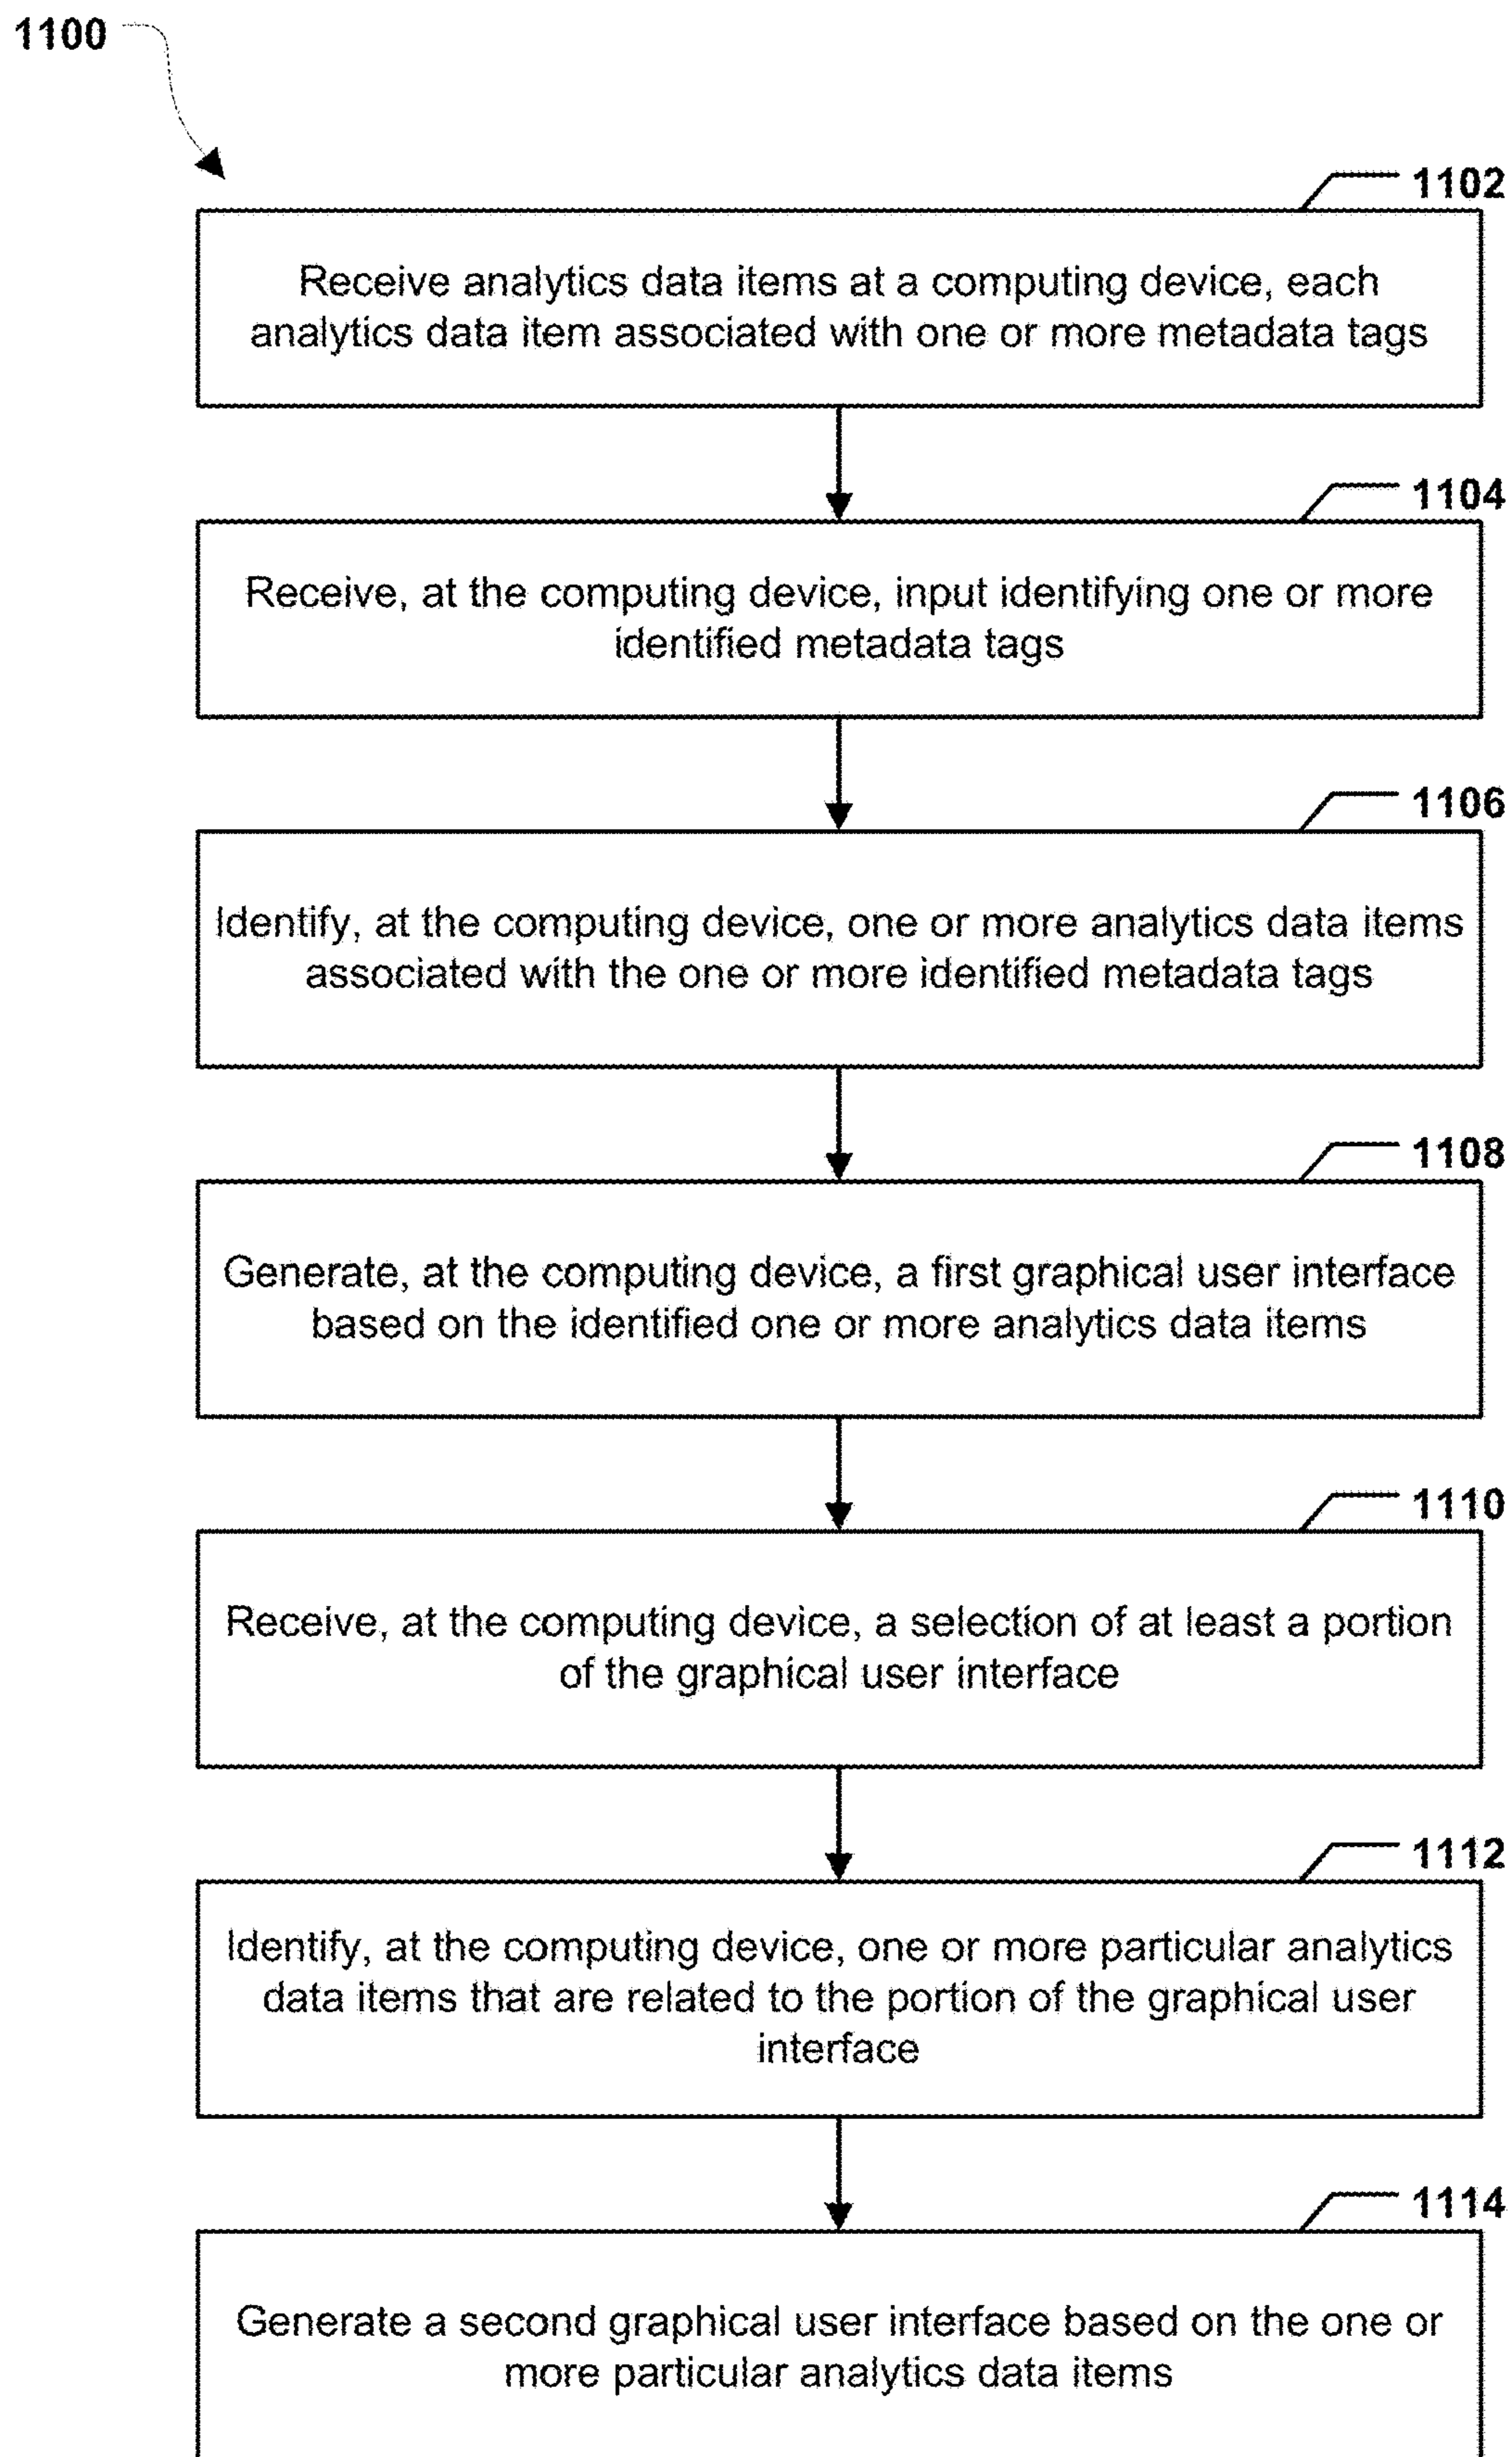 1100
1102
Receive analytics data items at a computing device, each
analytics data item associated with one or more metadata tags
1104
Receive, at the computing device, input identifying one or more
identified metadata tags
1106
Identify, at the computing device, one or more analytics data items
associated with the one or more identified metadata tags
1108
Generate, at the computing device, a first graphical user interface
based on the identified one or more analytics data items
1110
Receive, at the computing device, a selection of at least a portion
of the graphical user interface
1112
Identify, at the computing device, one or more particular analytics
data items that are related to the portion of the graphical user
interface
1114
Generate a second graphical user interface based on the one or
more particular analytics data items